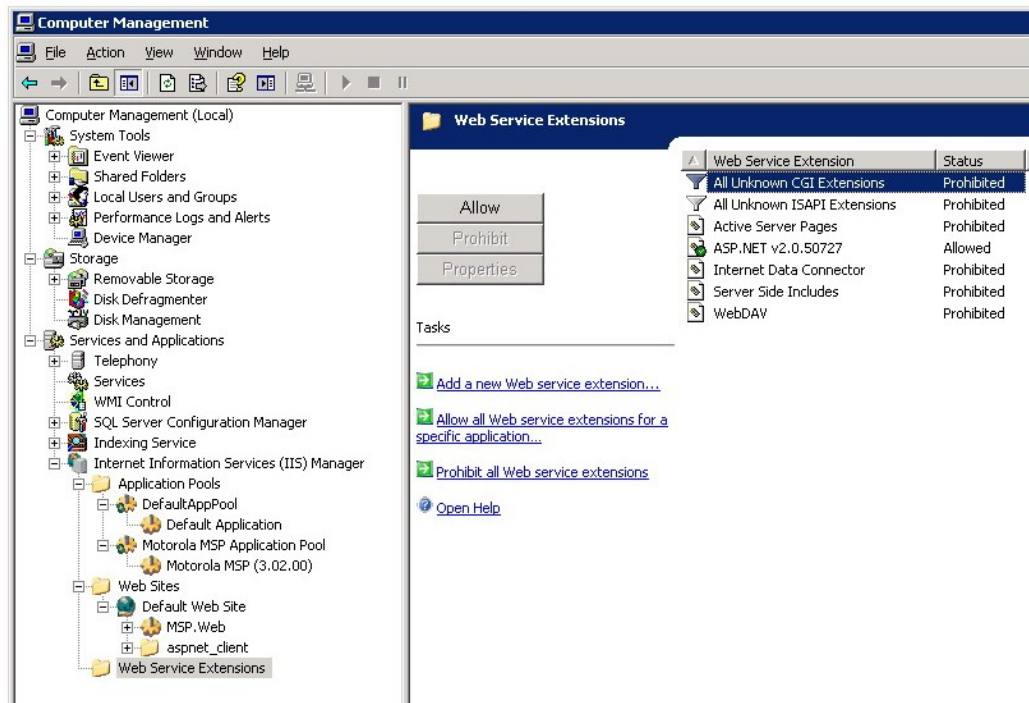 Computer Management
File Action View Window Help
Computer Management (Local)
System Tools
Event Viewer
Shared Folders
Local Users and Groups
Performance Logs and Alerts
Device Manager
Storage
Removable Storage
Disk Defragmenter
Disk Management
Services and Applications
Telephony
Services
WMI Control
SQL Server Configuration Manager
Indexing Service
Internet Information Services (IIS) Manager
Application Pools
DefaultAppPool
Default Application
Motorola MSP Application Pool
Motorola MSP (3.02.00)
Web Sites
Default Web Site
MSP.Web
aspnet_client
Web Service Extensions
Web Service Extensions
Allow
Prohibit
Properties
Tasks
Add a new Web service extension...
Allow all Web service extensions for a
specific application...
Prohibit all Web service extensions
Open Help
Web Service Extension Status
All Unknown CGI Extensions Prohibited
All Unknown ISAPI Extensions Prohibited
Active Server Pages Prohibited
ASP.NET v2.0.50727 Allowed
Internet Data Connector Prohibited
Server Side Includes Prohibited
WebDAV Prohibited